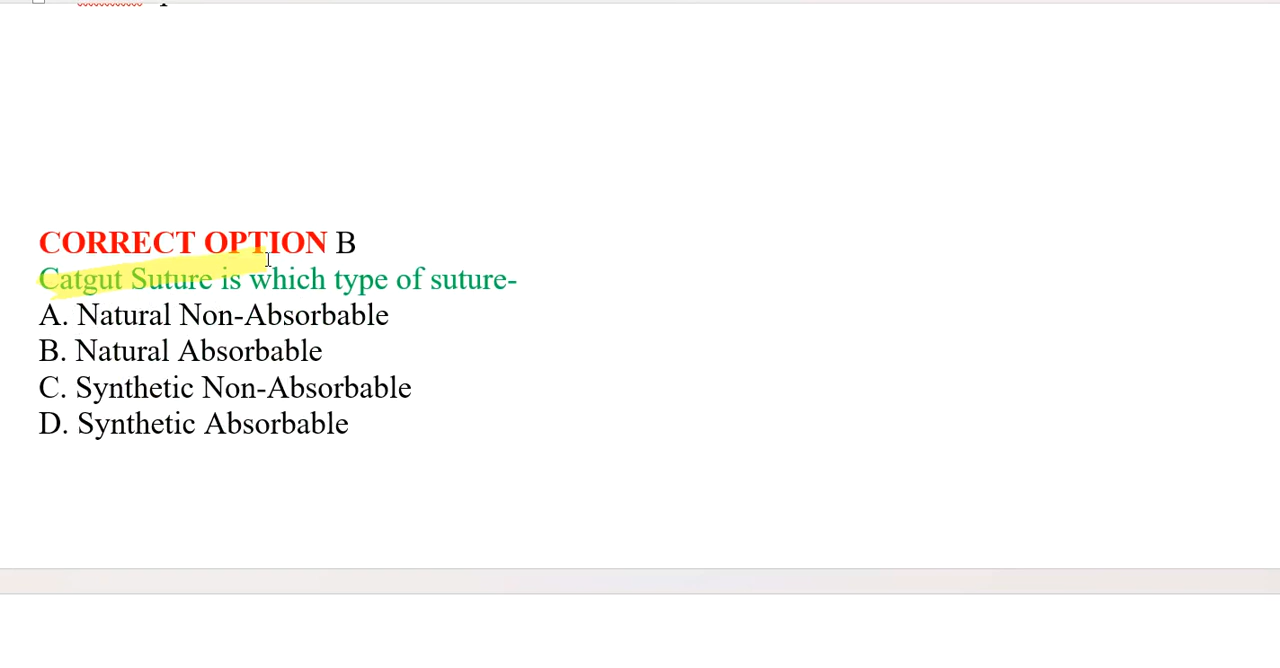 CORRECT OPTION B
Catgut Suture is which type of suture-
A. Natural Non-Absorbable
B. Natural Absorbable
C. Synthetic Non-Absorbable
D. Synthetic Absorbable